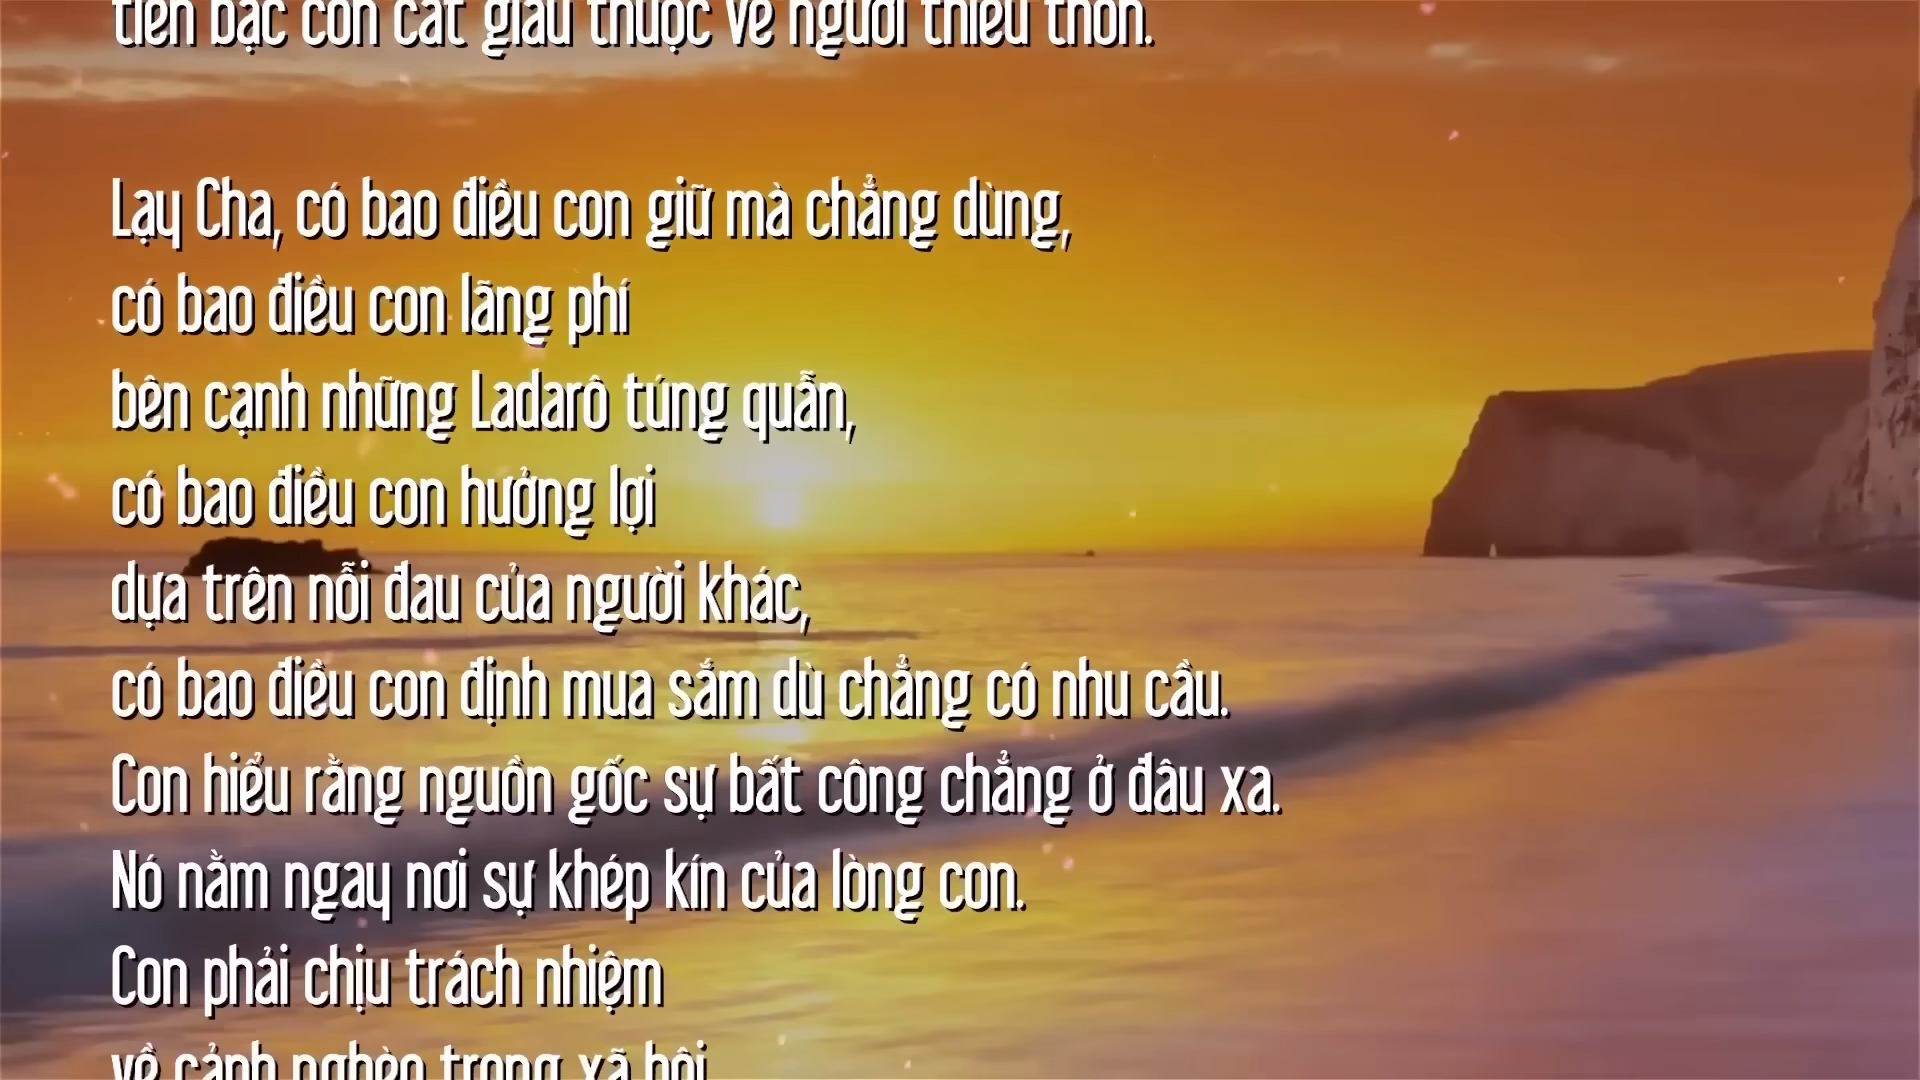 tiền bạc con cất giấu thuộc về người thiếu thốn.
Lạy Cha, có bao điều con giữ mà chẳng dùng,
có bao điều con lãng phí
bên cạnh những Ladarô túng quẫn,
có bao điều con hưởng lợi
dựa trên nỗi đau của người khác,
có bao điều con định mua sắm dù chẳng có nhu cầu.
Con hiểu rằng nguồn gốc sự bất công chẳng ở đâu xa.
Nó nằm ngay nơi sự khép kín của lòng con.
Con phải chịu trách nhiệm
về cảnh nghèo trong xã hội